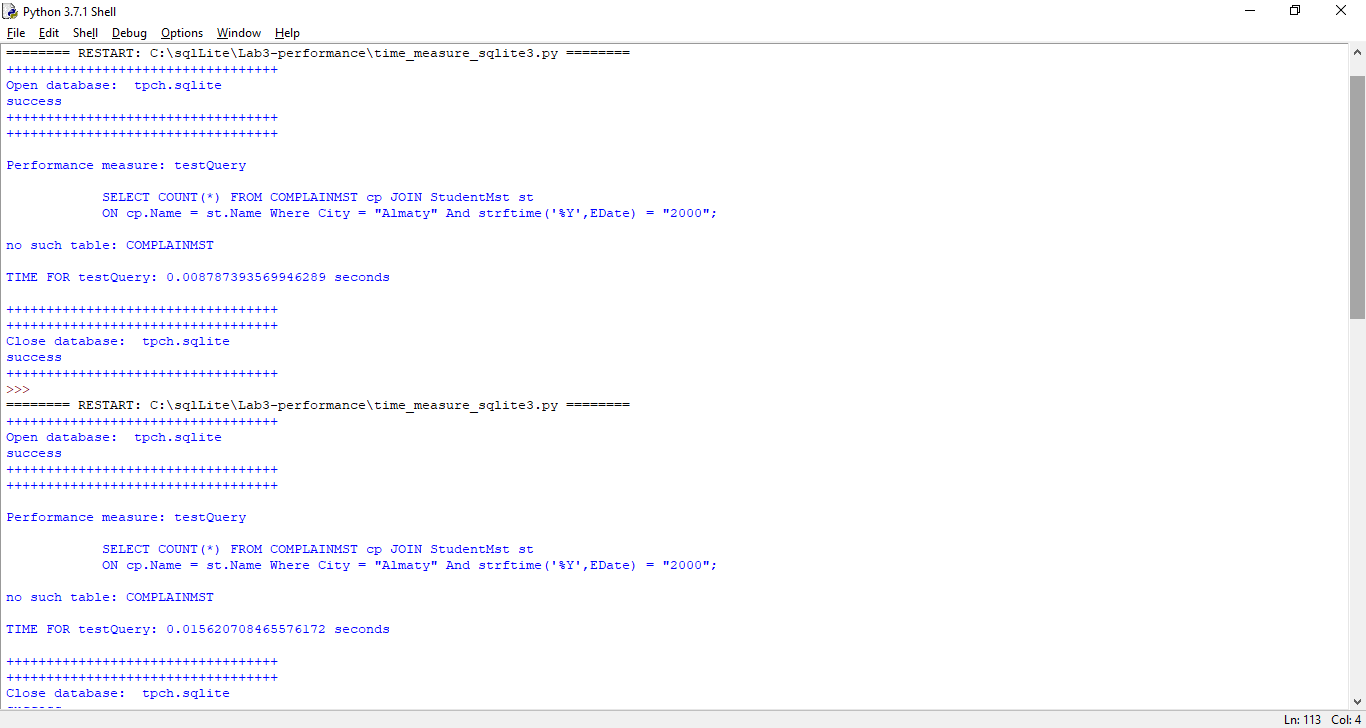 Python 3.7.1 Shell
File Edit Shell Debug Options Window Help
======== RESTART: C:\sqlLite\Lab3-performance\time_measure_sqlite3.py ========
++++++++++++++++++++++++++++++++++
Open database:  tpch.sqlite
success
++++++++++++++++++++++++++++++++++
++++++++++++++++++++++++++++++++++
Performance measure: testQuery
SELECT COUNT(*) FROM COMPLAINMST cp JOIN StudentMst st
ON cp.Name = st.Name Where City = "Almaty" And strftime('%Y',EDate) = "2000";
no such table: COMPLAINMST
TIME FOR testQuery: 0.008787393569946289 seconds
++++++++++++++++++++++++++++++++++
++++++++++++++++++++++++++++++++++
Close database:  tpch.sqlite
success
++++++++++++++++++++++++++++++++++
>>>
======== RESTART: C:\sqlLite\Lab3-performance\time_measure_sqlite3.py ========
++++++++++++++++++++++++++++++++++
Open database:  tpch.sqlite
success
++++++++++++++++++++++++++++++++++
++++++++++++++++++++++++++++++++++
Performance measure: testQuery
SELECT COUNT(*) FROM COMPLAINMST cp JOIN StudentMst st
ON cp.Name = st.Name Where City = "Almaty" And strftime('%Y',EDate) = "2000";
no such table: COMPLAINMST
TIME FOR testQuery: 0.015620708465576172 seconds
++++++++++++++++++++++++++++++++++
++++++++++++++++++++++++++++++++++
Close database:  tpch.sqlite
Ln: 113 Col: 4